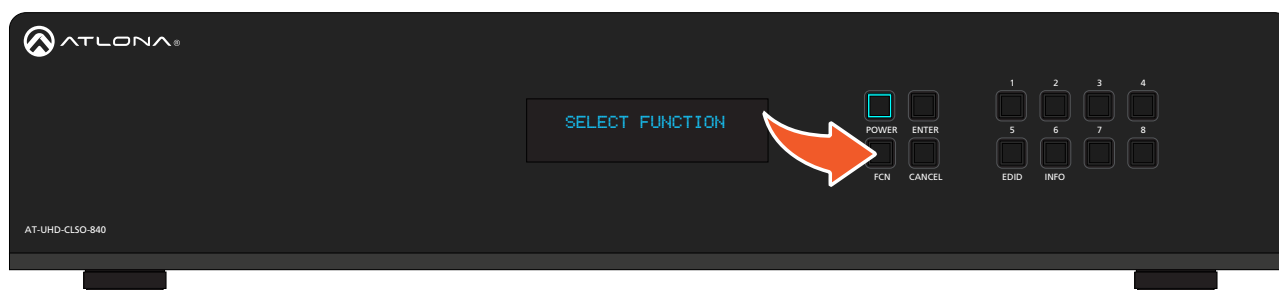 ATLONA®
SELECT FUNCTION
1 2 3 4
POWER ENTER
5 6 7 8
FCN CANCEL
EDID INFO
AT-UHD-CLSO-840